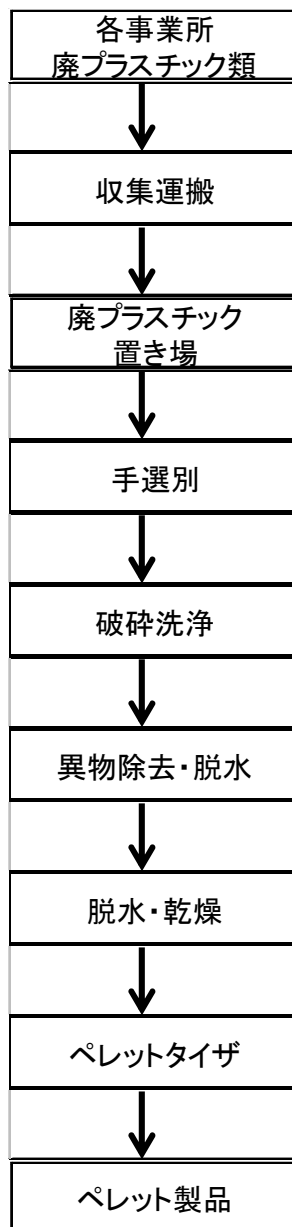 各事業所
廃プラスチック類
収集運搬
廃プラスチック
置き場
手選別
破砕洗浄
異物除去・脱水
脱水・乾燥
ペレットタイザ
ペレット製品